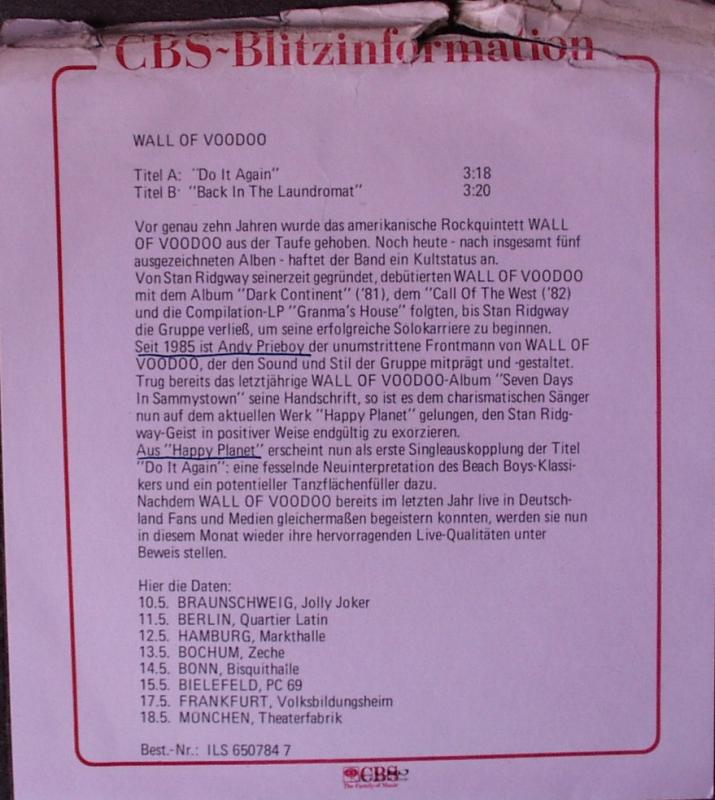 CBS~Blitzinformation
WALL OF VOODOO
Titel A: "Do It Again" 3:18
Titel B· "Back In The Laundromat" 3:20
Vor genau zehn Jahren wurde das amerikanische Rockquintett WALL
OF VOODOO aus der Taufe gehoben. Noch heute - nach insgesamt fünf
ausgezeichneten Alben - haftet der Band ein Kultstatus an.
Von Stan Ridgway seinerzeit gegründet, debütierten WALL OF VOODOO
mit dem Album "Dark Continent" ('81), dem "Call Of The West ('82)
und die Compilation-LP "Granma's House" folgten, bis Stan Ridgway
die Gruppe verließ, um seine erfolgreiche Solokarriere zu beginnen.
Seit 1985 ist Andy Prieboy der unumstrittene Frontmann von WALL OF
VOODOO, der den Sound und Stil der Gruppe mitprägt und -gestaltet.
Trug bereits das letztjährige WALL OF VOODOO-Album "Seven Days
In Sammystown" seine Handschrift, so ist es dem charismatischen Sänger
nun auf dem aktuellen Werk "Happy Planet" gelungen, den Stan Ridg-
way-Geist in positiver Weise endgültig zu exorzieren.
Aus "Happy Planet" erscheint nun als erste Singleauskopplung der Titel
"Do It Again": eine fesselnde Neuinterpretation des Beach Boys-Klassi-
kers und ein potentieller Tanzflächenfüller dazu.
Nachdem WALL OF VOODOO bereits im letzten Jahr live in Deutsch-
land Fans und Medien gleichermaßen begeistern konnten, werden sie nun
in diesem Monat wieder ihre hervorragenden Live-Qualitäten unter
Beweis stellen.
Hier die Daten:
10.5. BRAUNSCHWEIG, Jolly Joker
11.5. BERLIN, Quartier Latin
12.5. HAMBURG, Markthalle
13.5. BOCHUM, Zeche
14.5. BONN, Bisquithalle
15.5. BIELEFELD, PC 69
17.5. FRANKFURT, Volksbildungsheim
18.5. MÜNCHEN, Theaterfabrik
Best.-Nr.: ILS 650784 7
CBS
The Family of Music